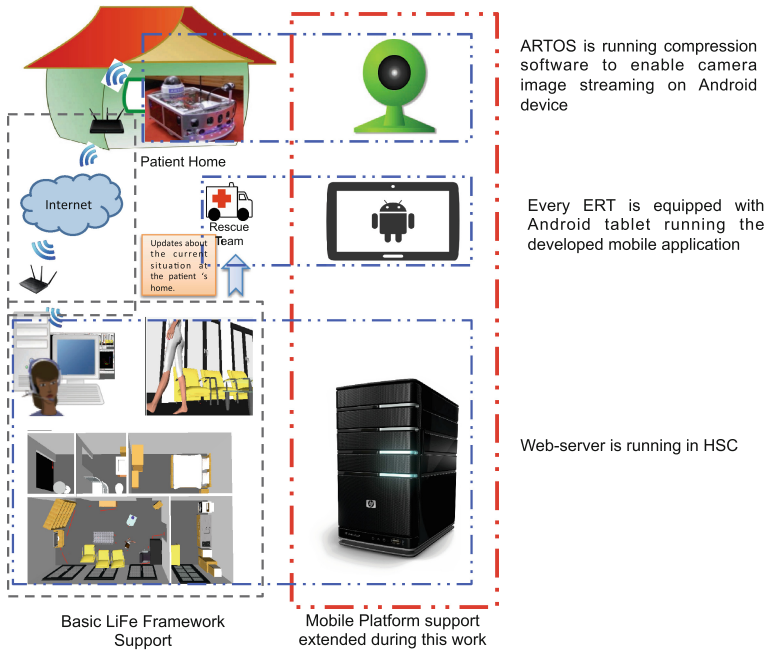 ARTOS is running compression
software to enable camera
image streaming on Android
device
Patient Home
Internet
Rescue
Team
Every ERT is equipped with
Android tablet running the
developed mobile application
Updates about
the current
situation at
the patient 's
home.
hp
Web-server is running in HSC
Basic LiFe Framework
Support
Mobile Platform support
extended during this work